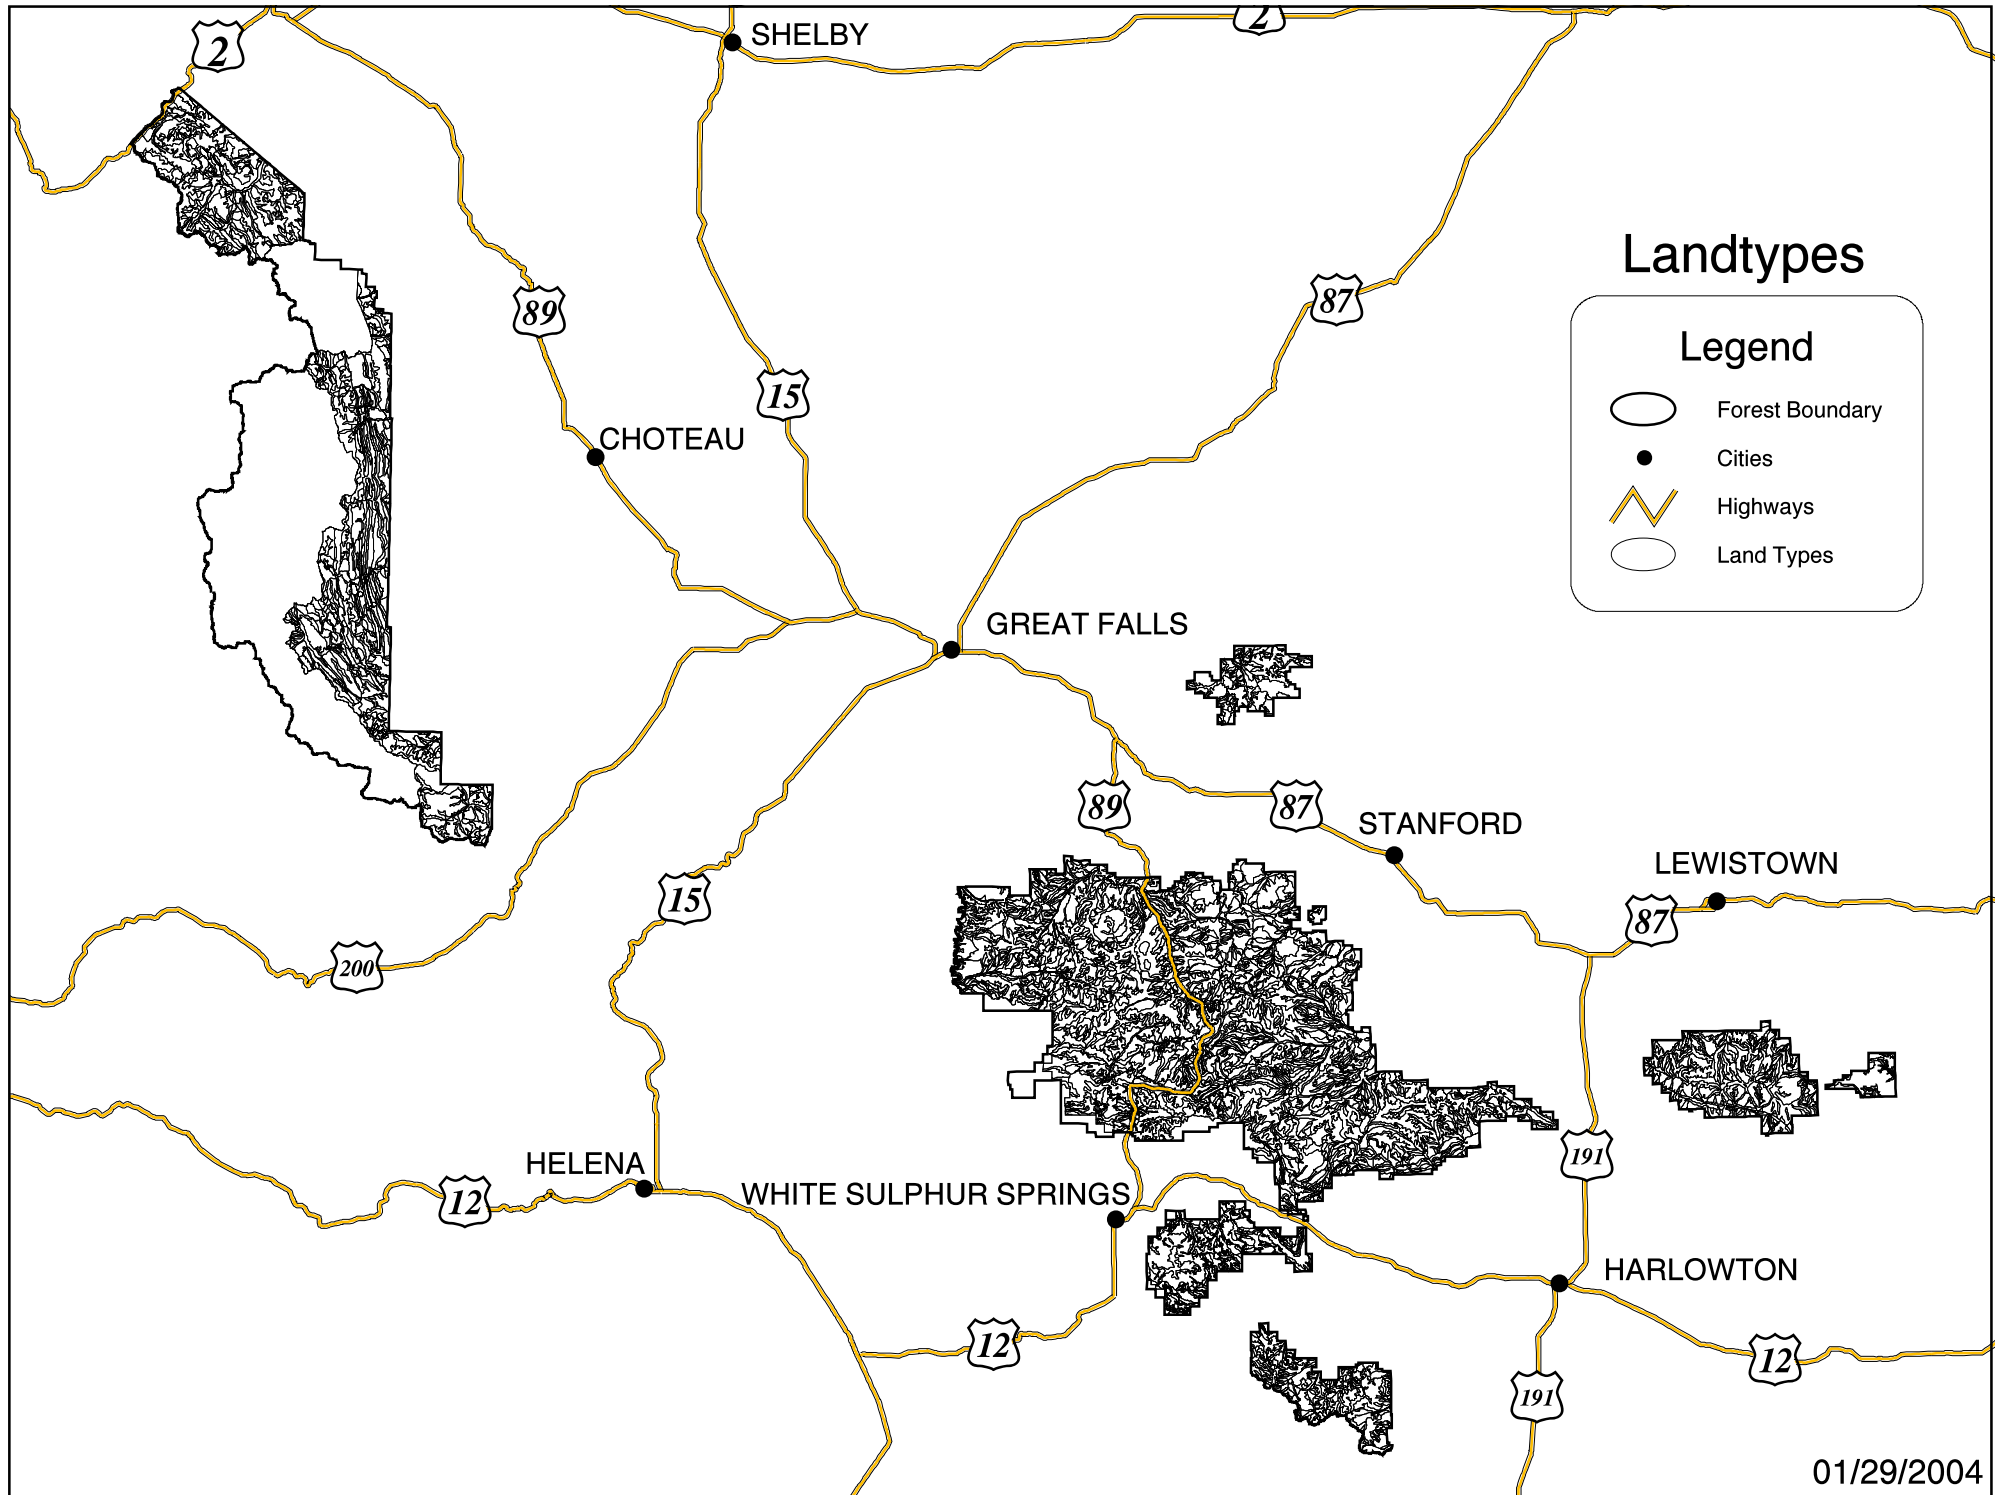 2
SHELBY
2
Landtypes
87
89
Legend
15
Forest Boundary
CHOTEAU
Cities
Highways
Land Types
GREAT FALLS
89
87
STANFORD
LEWISTOWN
15
87
200
191
HELENA
WHITE SULPHUR SPRINGS
12
HARLOWTON
12
12
191
01/29/2004